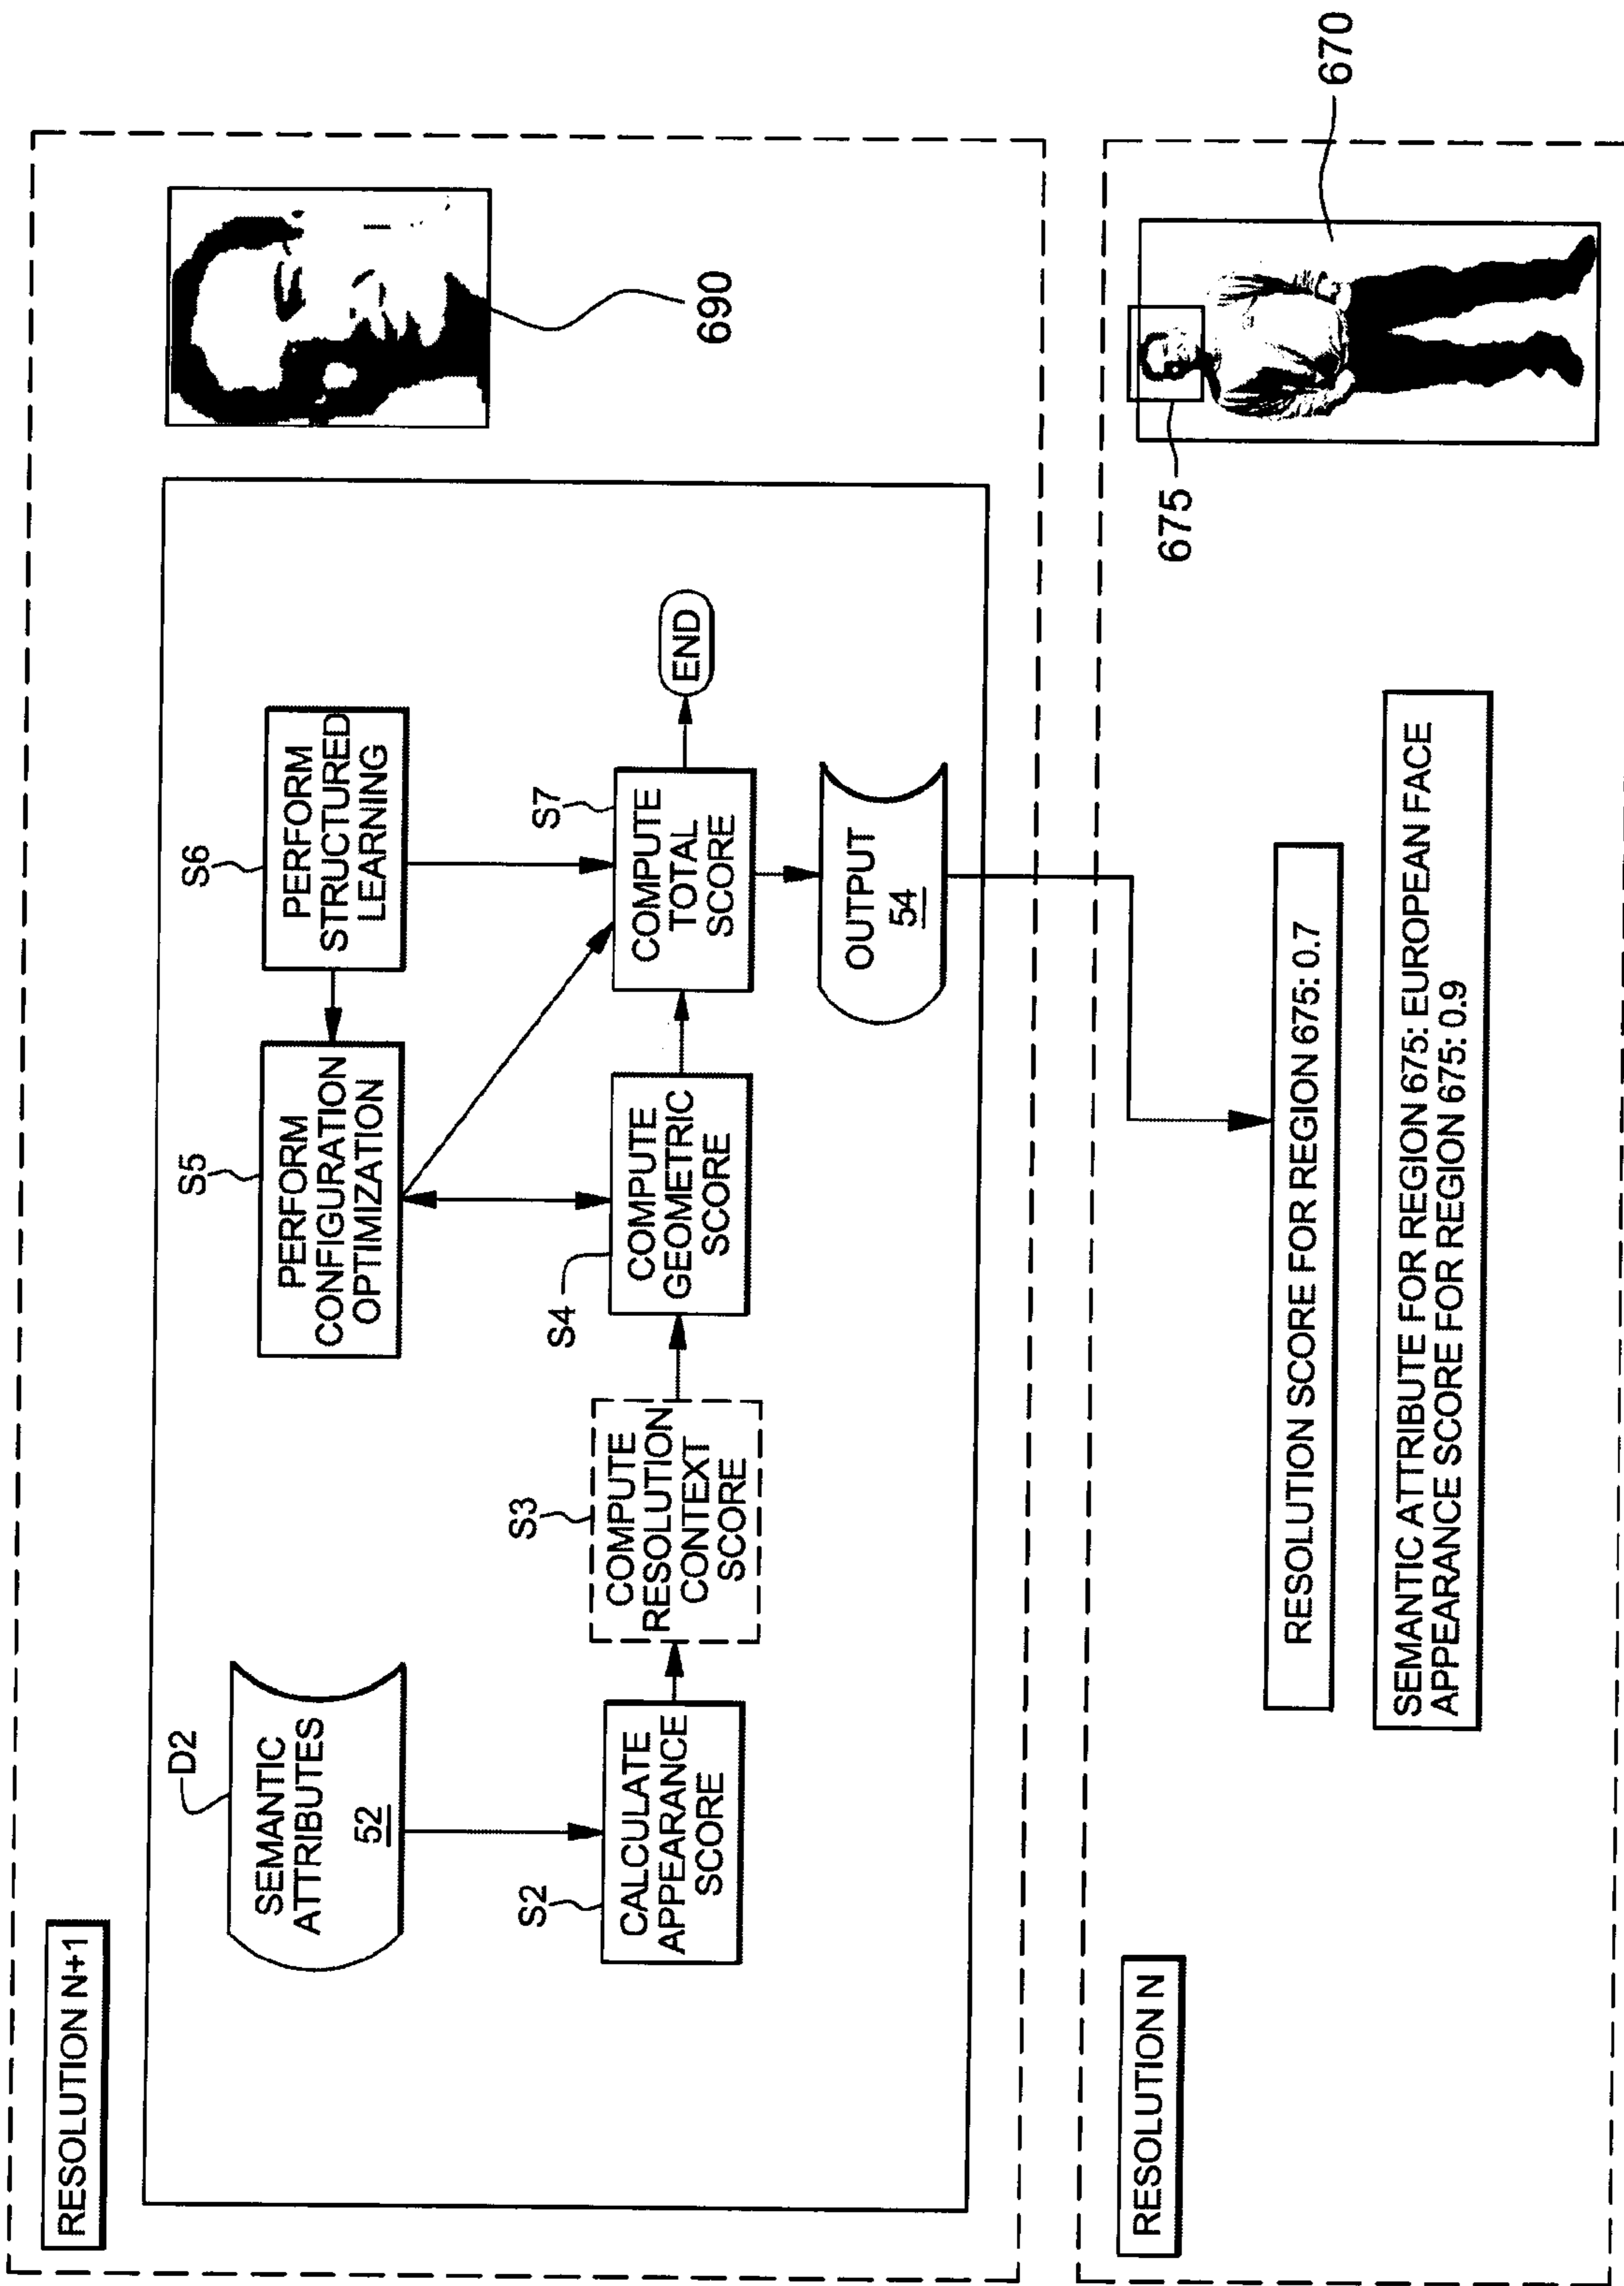 RESOLUTION N+1
D2
SEMANTIC
ATTRIBUTES
52
S2
CALCULATE
APPEARANCE
SCORE
S3
COMPUTE
RESOLUTION
CONTEXT
SCORE
S4
COMPUTE
GEOMETRIC
SCORE
S5
PERFORM
CONFIGURATION
OPTIMIZATION
S6
PERFORM
STRUCTURED
LEARNING
S7
COMPUTE
TOTAL
SCORE
END
OUTPUT
54
690
RESOLUTION N
RESOLUTION SCORE FOR REGION 675: 0.7
SEMANTIC ATTRIBUTE FOR REGION 675: EUROPEAN FACE
APPEARANCE SCORE FOR REGION 675: 0.9
675
670